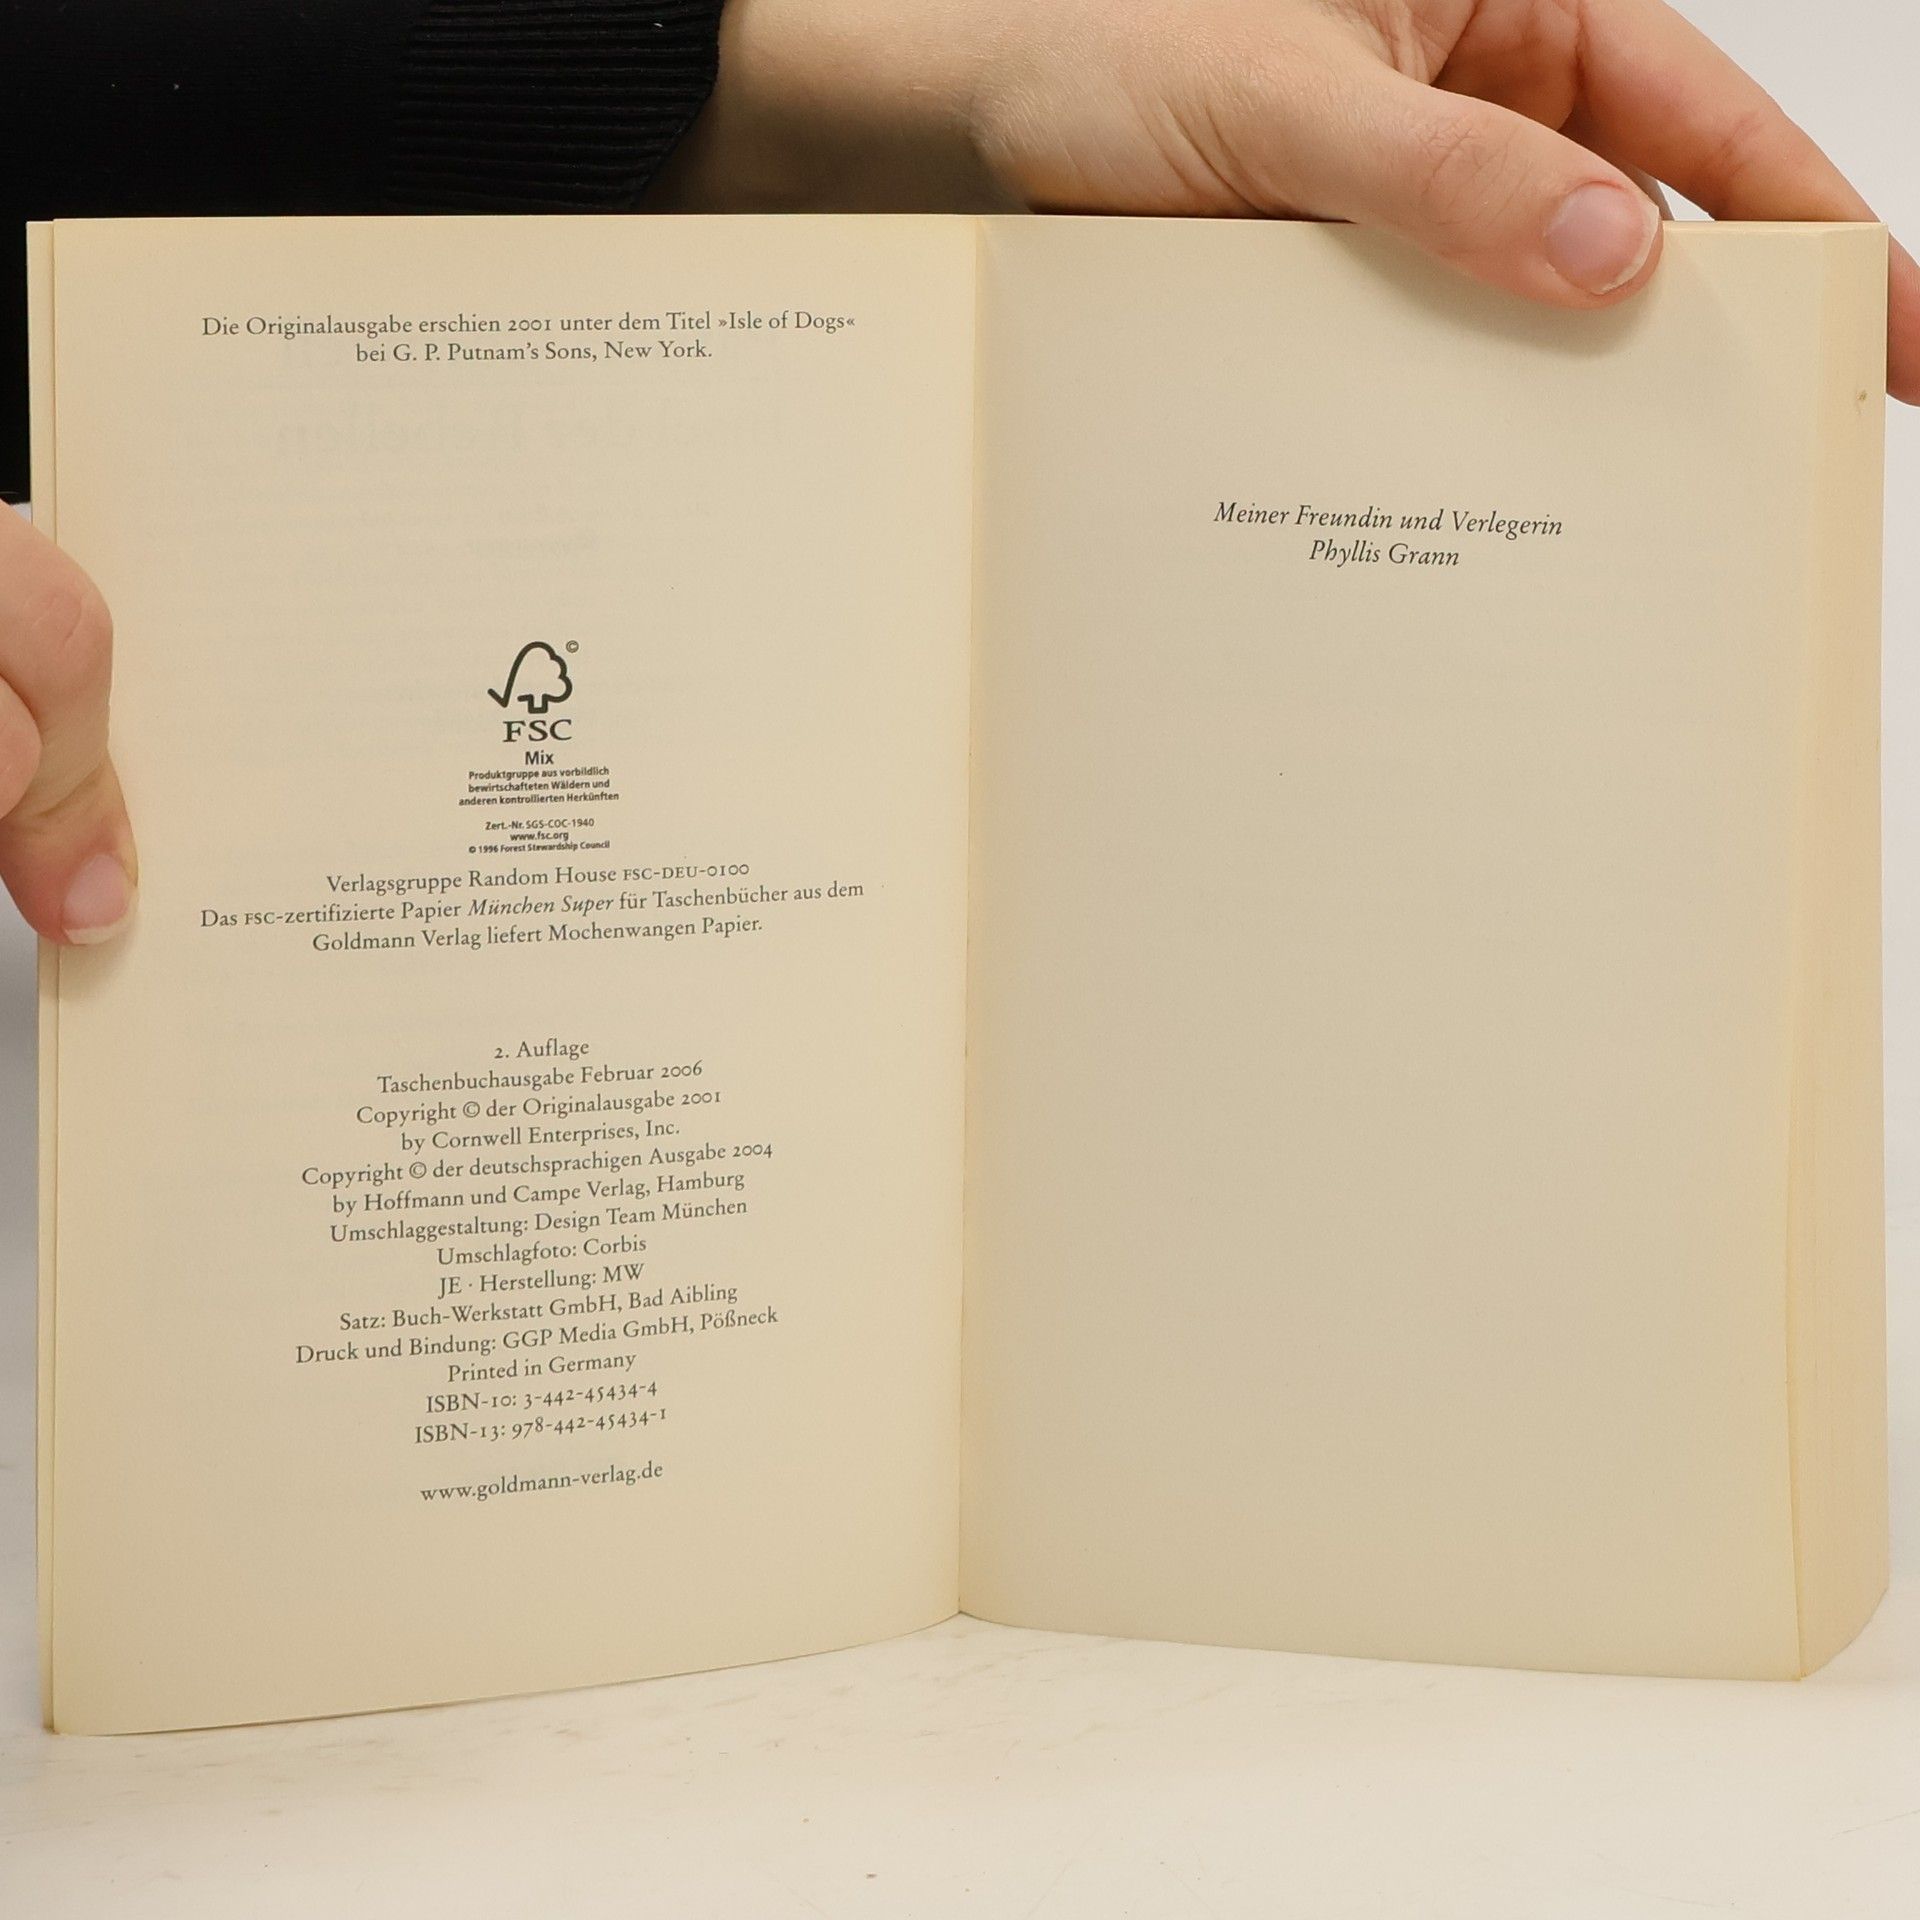 Die Originalausgabe erschien 2001 unter dem Titel »Isle of Dogs«
bei G. P. Putnam's Sons, New York.
©
FSC
Mix
Produktgruppe aus vorbildlich
bewirtschafteten Wäldern und
anderen kontrollierten Herkünften
Zert.-Nr. SGS-COC-1940
www.fsc.org
© 1996 Forest Stewardship Council
Verlagsgruppe Random House FSC-DEU-0100
Das FSC-zertifizierte Papier München Super für Taschenbücher aus dem
Goldmann Verlag liefert Mochenwangen Papier.
2. Auflage
Taschenbuchausgabe Februar 2006
Copyright © der Originalausgabe 2001
by Cornwell Enterprises, Inc.
Copyright © der deutschsprachigen Ausgabe 2004
by Hoffmann und Campe Verlag, Hamburg
Umschlaggestaltung: Design Team München
Umschlagfoto: Corbis
JE · Herstellung: MW
Satz: Buch-Werkstatt GmbH, Bad Aibling
Druck und Bindung: GGP Media GmbH, Pößneck
Printed in Germany
ISBN-10: 3-442-45434-4
ISBN-13: 978-442-45434-1
www.goldmann-verlag.de
Meiner Freundin und Verlegerin
Phyllis Grann